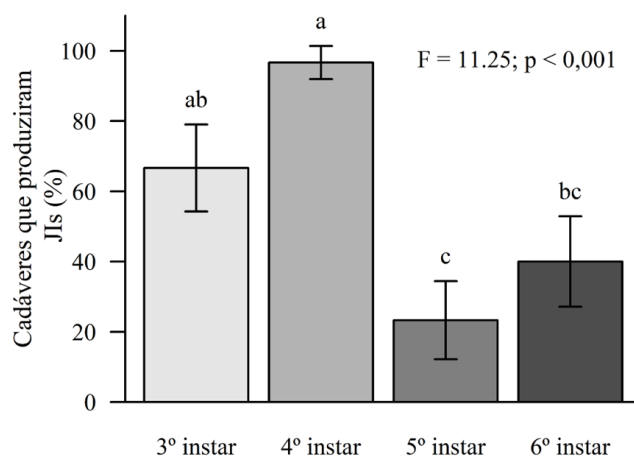 Cadáveres que produziram
JIs (%)
100
80
60
40
20
0
ab
a
c
bc
F = 11.25; p < 0,001
3º instar
4º instar
5º instar
6º instar